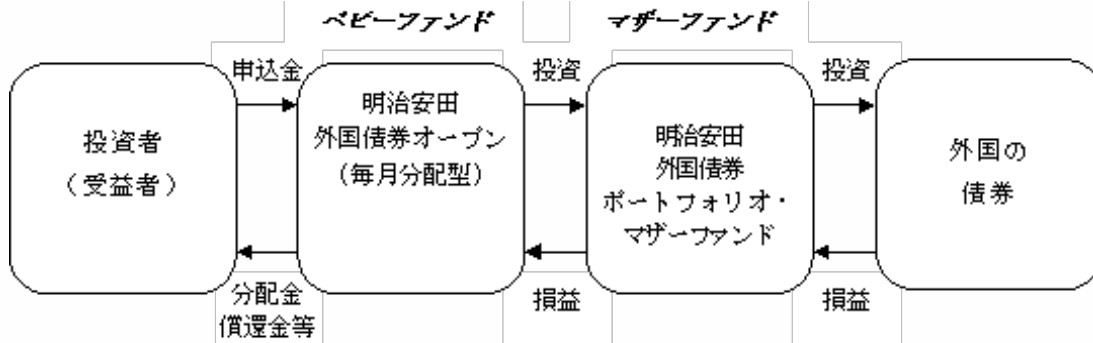 ベビーファンド
マザーファンド
申込金
投資
投資
投資者
（受益者）
明治安田
外国債券オープン
（毎月分配型）
明治安田
外国債券
ポートフォリオ・
マザーファンド
外国の
債券
分配金
償還金等
損益
損益